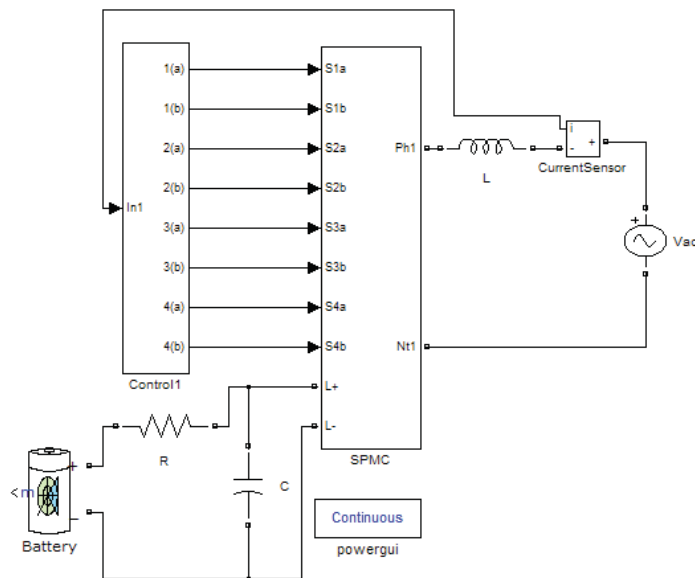 1(a)
1(b)
2(a)
2(b)
3(a)
3(b)
4(a)
4(b)
In1
Control1
S1a
S1b
S2a
S2b
S3a
S3b
S4a
S4b
L+
L-
Ph1
Nt1
SPMC
L
i
- +
CurrentSensor
+
Vac
R
C
<m
+
-
Battery
Continuous
powergui